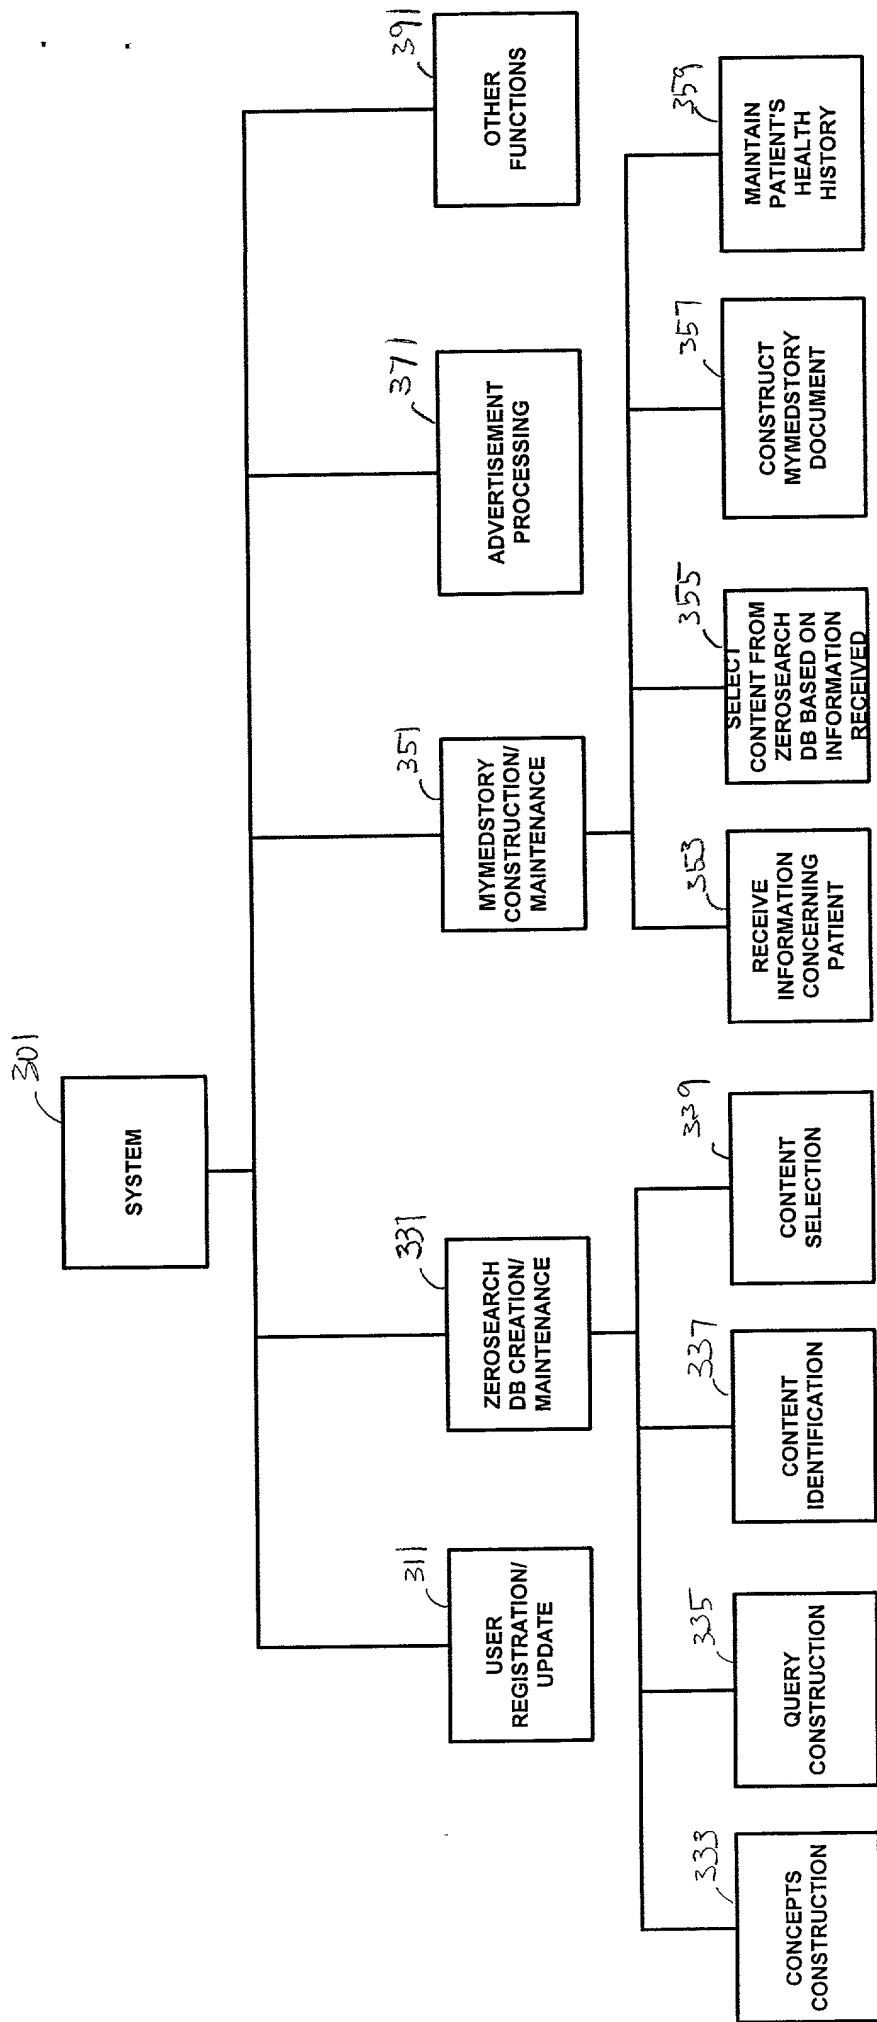 301
SYSTEM
311
USER
REGISTRATION/
UPDATE
331
ZEROSEARCH
DB CREATION/
MAINTENANCE
351
MYMEDSTORY
CONSTRUCTION/
MAINTENANCE
371
ADVERTISEMENT
PROCESSING
391
OTHER
FUNCTIONS
333
CONCEPTS
CONSTRUCTION
335
QUERY
CONSTRUCTION
337
CONTENT
IDENTIFICATION
339
CONTENT
SELECTION
353
RECEIVE
INFORMATION
CONCERNING
PATIENT
355
SELECT
CONTENT FROM
ZEROSEARCH
DB BASED ON
INFORMATION
RECEIVED
357
CONSTRUCT
MYMEDSTORY
DOCUMENT
359
MAINTAIN
PATIENT'S
HEALTH
HISTORY